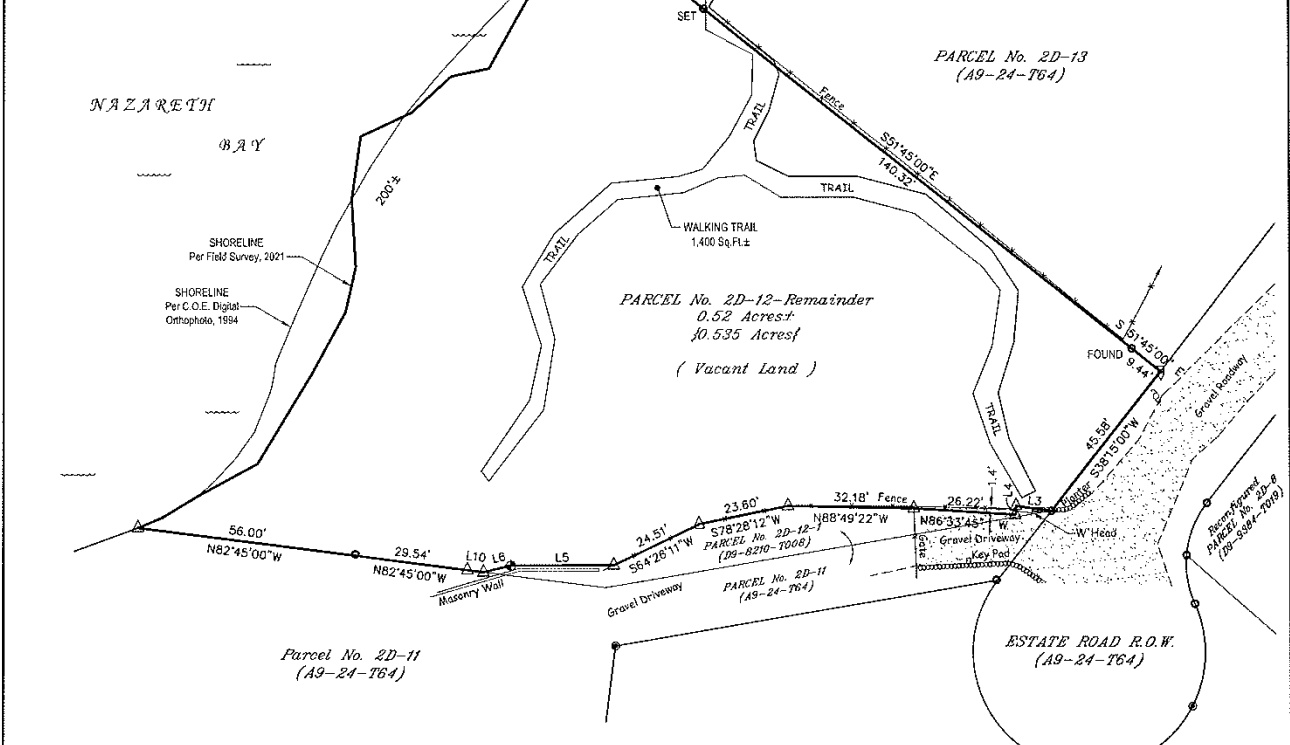 SET
PARCEL No. 2D-13
(A9-24-T64)
NAZARETH
BAY
Fence
TRAIL
S51°45'00"E
140.32'
200'±
TRAIL
WALKING TRAIL
1,400 Sq.Ft.±
TRAIL
SHORELINE
Per Field Survey, 2021
SHORELINE
Per C.O.E. Digital
Orthophoto, 1994
PARCEL No. 2D-12-Remainder
0.52 Acres±
{0.535 Acres}
( Vacant Land )
FOUND
S 51°45'00" E
9.44'
Gravel Roadway
TRAIL
45.58'
S38°15'00"W
1.4'
L4
L3
Planter
W
W Head
56.00'
N82°45'00"W
29.54'
N82°45'00"W
L10
L6
L5
24.51'
S64°26'11"W
23.60'
S78°28'12"W
32.18'
Fence
N88°49'22"W
26.22'
N86°33'45"
PARCEL No. 2D-12-1
(D9-8210-T008)
Gate
Gravel Driveway
Key Pad
Reconfigured
PARCEL No. 2D-8
(D9-9984-T019)
Masonry Wall
Gravel Driveway
PARCEL No. 2D-11
(A9-24-T64)
Parcel No. 2D-11
(A9-24-T64)
ESTATE ROAD R.O.W.
(A9-24-T64)